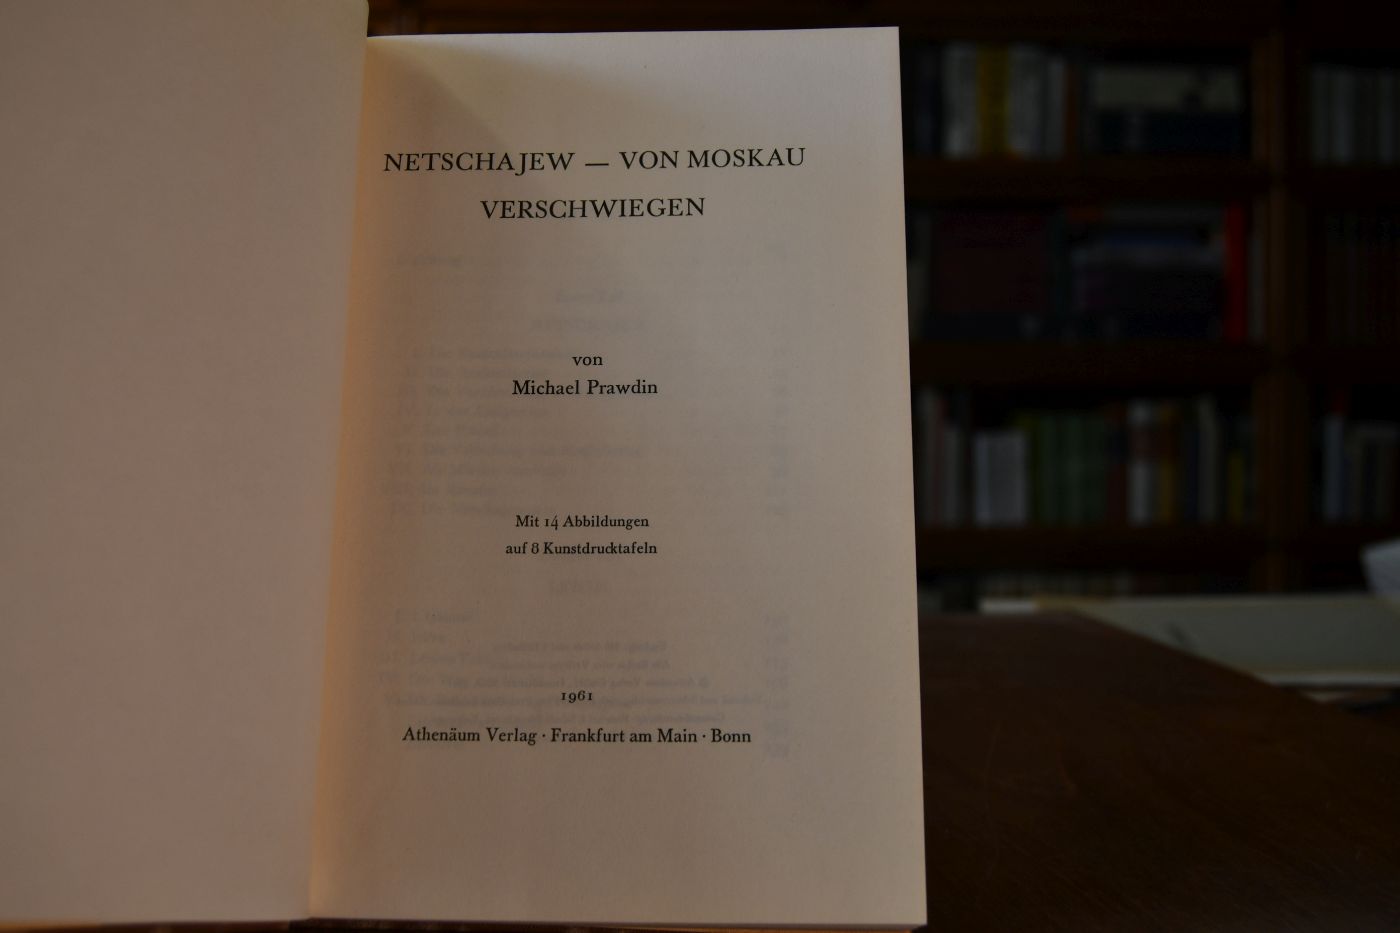 NETSCHAJEW — VON MOSKAU
VERSCHWIEGEN
von
Michael Prawdin
Mit 14 Abbildungen
auf 8 Kunstdrucktafeln
1961
Athenäum Verlag · Frankfurt am Main · Bonn